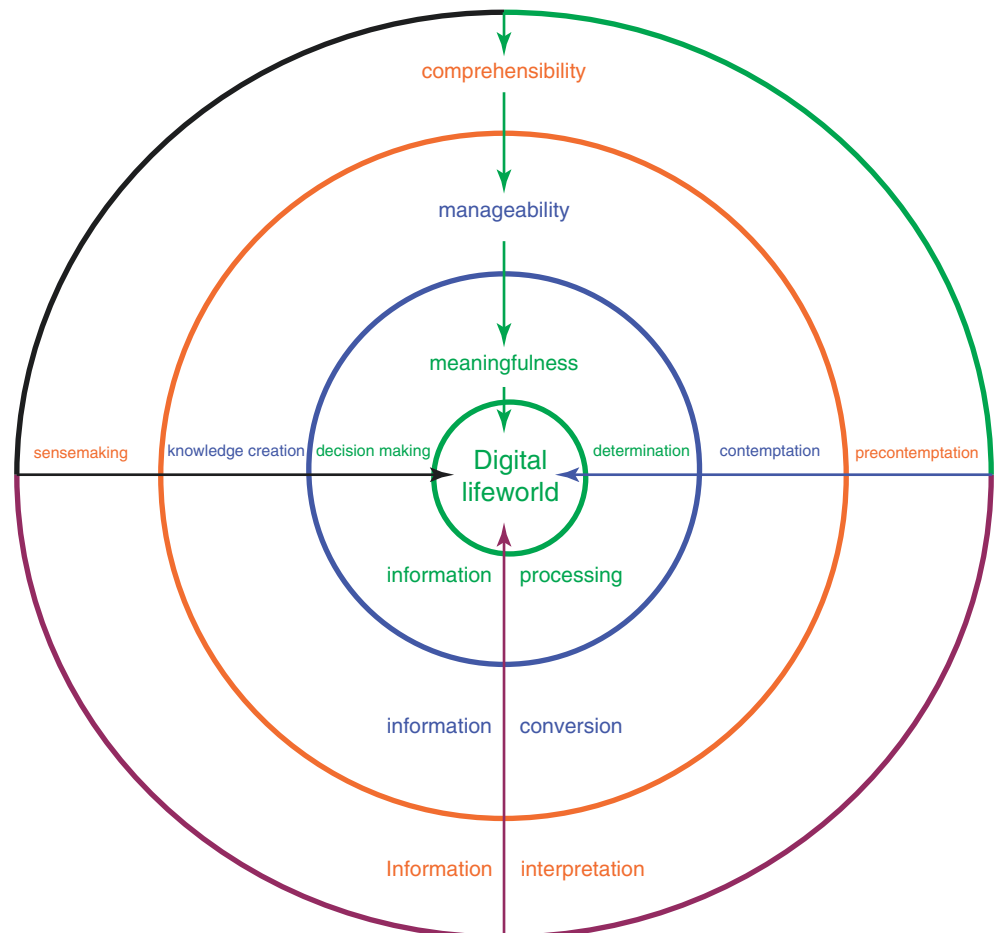 comprehensibility
manageability
meaningfulness
sensemaking knowledge creation decision making determination contemptation precontemptation
Digital
lifeworld
information processing
information conversion
Information interpretation